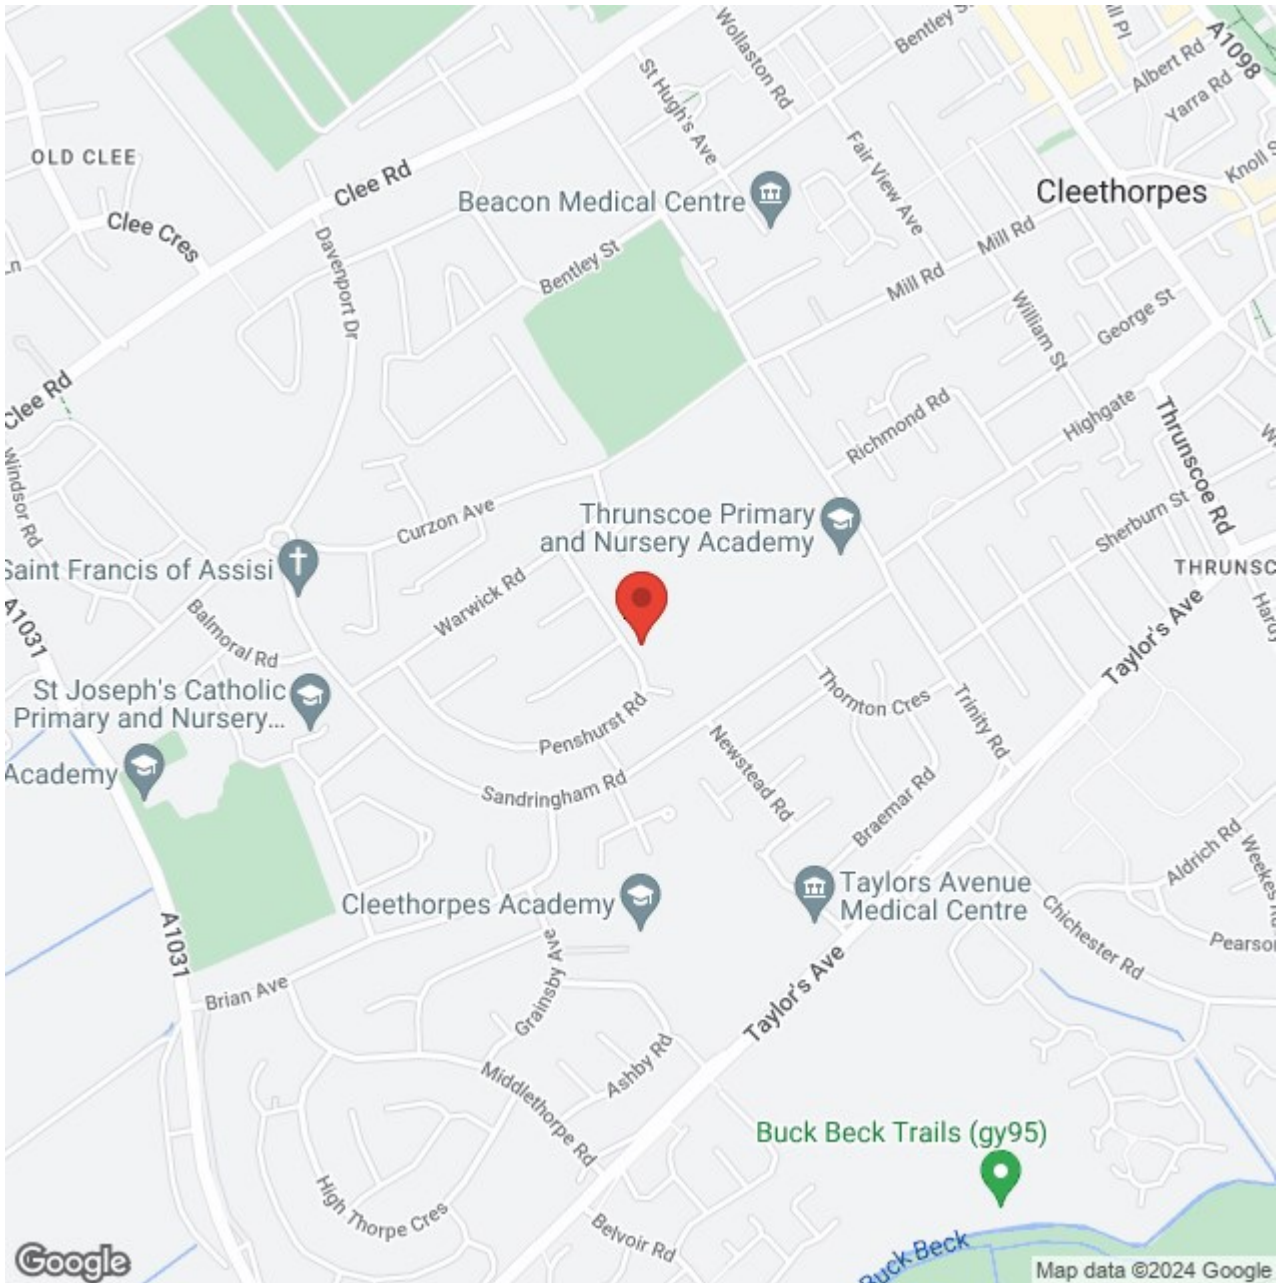 Wollaston Rd
Bentley St
A1098
Albert Rd
Yarra Rd
St Hugh's Ave
Fair View Ave
OLD CLEE
Clee Rd
Knoll S
Cleethorpes
Beacon Medical Centre
Clee Cres
Davenport Dr
Mill Rd
Bentley St
Mill Rd
William St
George St
Clee Rd
Richmond Rd
Highgate
Thrunscoe Rd
Windsor Rd
Curzon Ave
Thrunscoe Primary
and Nursery Academy
Sherburn St
Saint Francis of Assisi
THRUNSC
Warwick Rd
Hardy
A1031
Balmoral Rd
Taylor's Ave
St Joseph's Catholic
Primary and Nursery...
Thornton Cres
Trinity Rd
Penshurst Rd
Newstead Rd
Academy
Sandringham Rd
Braemar Rd
Aldrich Rd
Weekes Rd
Cleethorpes Academy
Taylors Avenue
Medical Centre
Chichester Rd
A1031
Pearson
Brian Ave
Grainsby Ave
Taylor's Ave
Ashby Rd
Middlethorpe Rd
Buck Beck Trails (gy95)
High Thorpe Cres
Belvoir Rd
Buck Beck
Google
Map data ©2024 Google